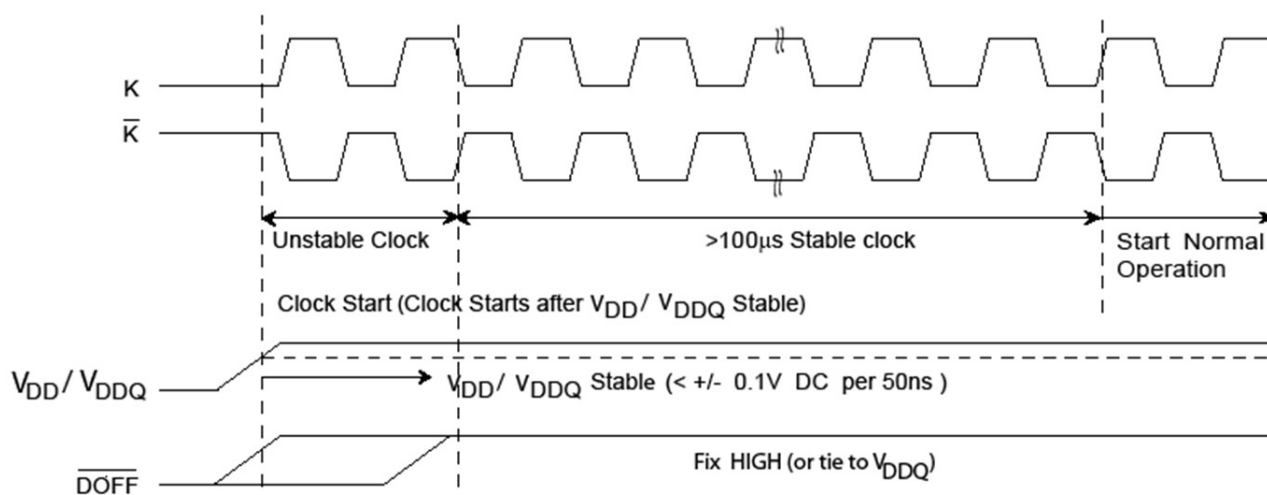 K
K̅
Unstable Clock
>100μs Stable clock
Start Normal
Operation
Clock Start (Clock Starts after VDD/ VDDQ Stable)
VDD/ VDDQ
VDD/ VDDQ Stable (< +/- 0.1V DC per 50ns )
D̅O̅F̅F̅
Fix HIGH (or tie to VDDQ)